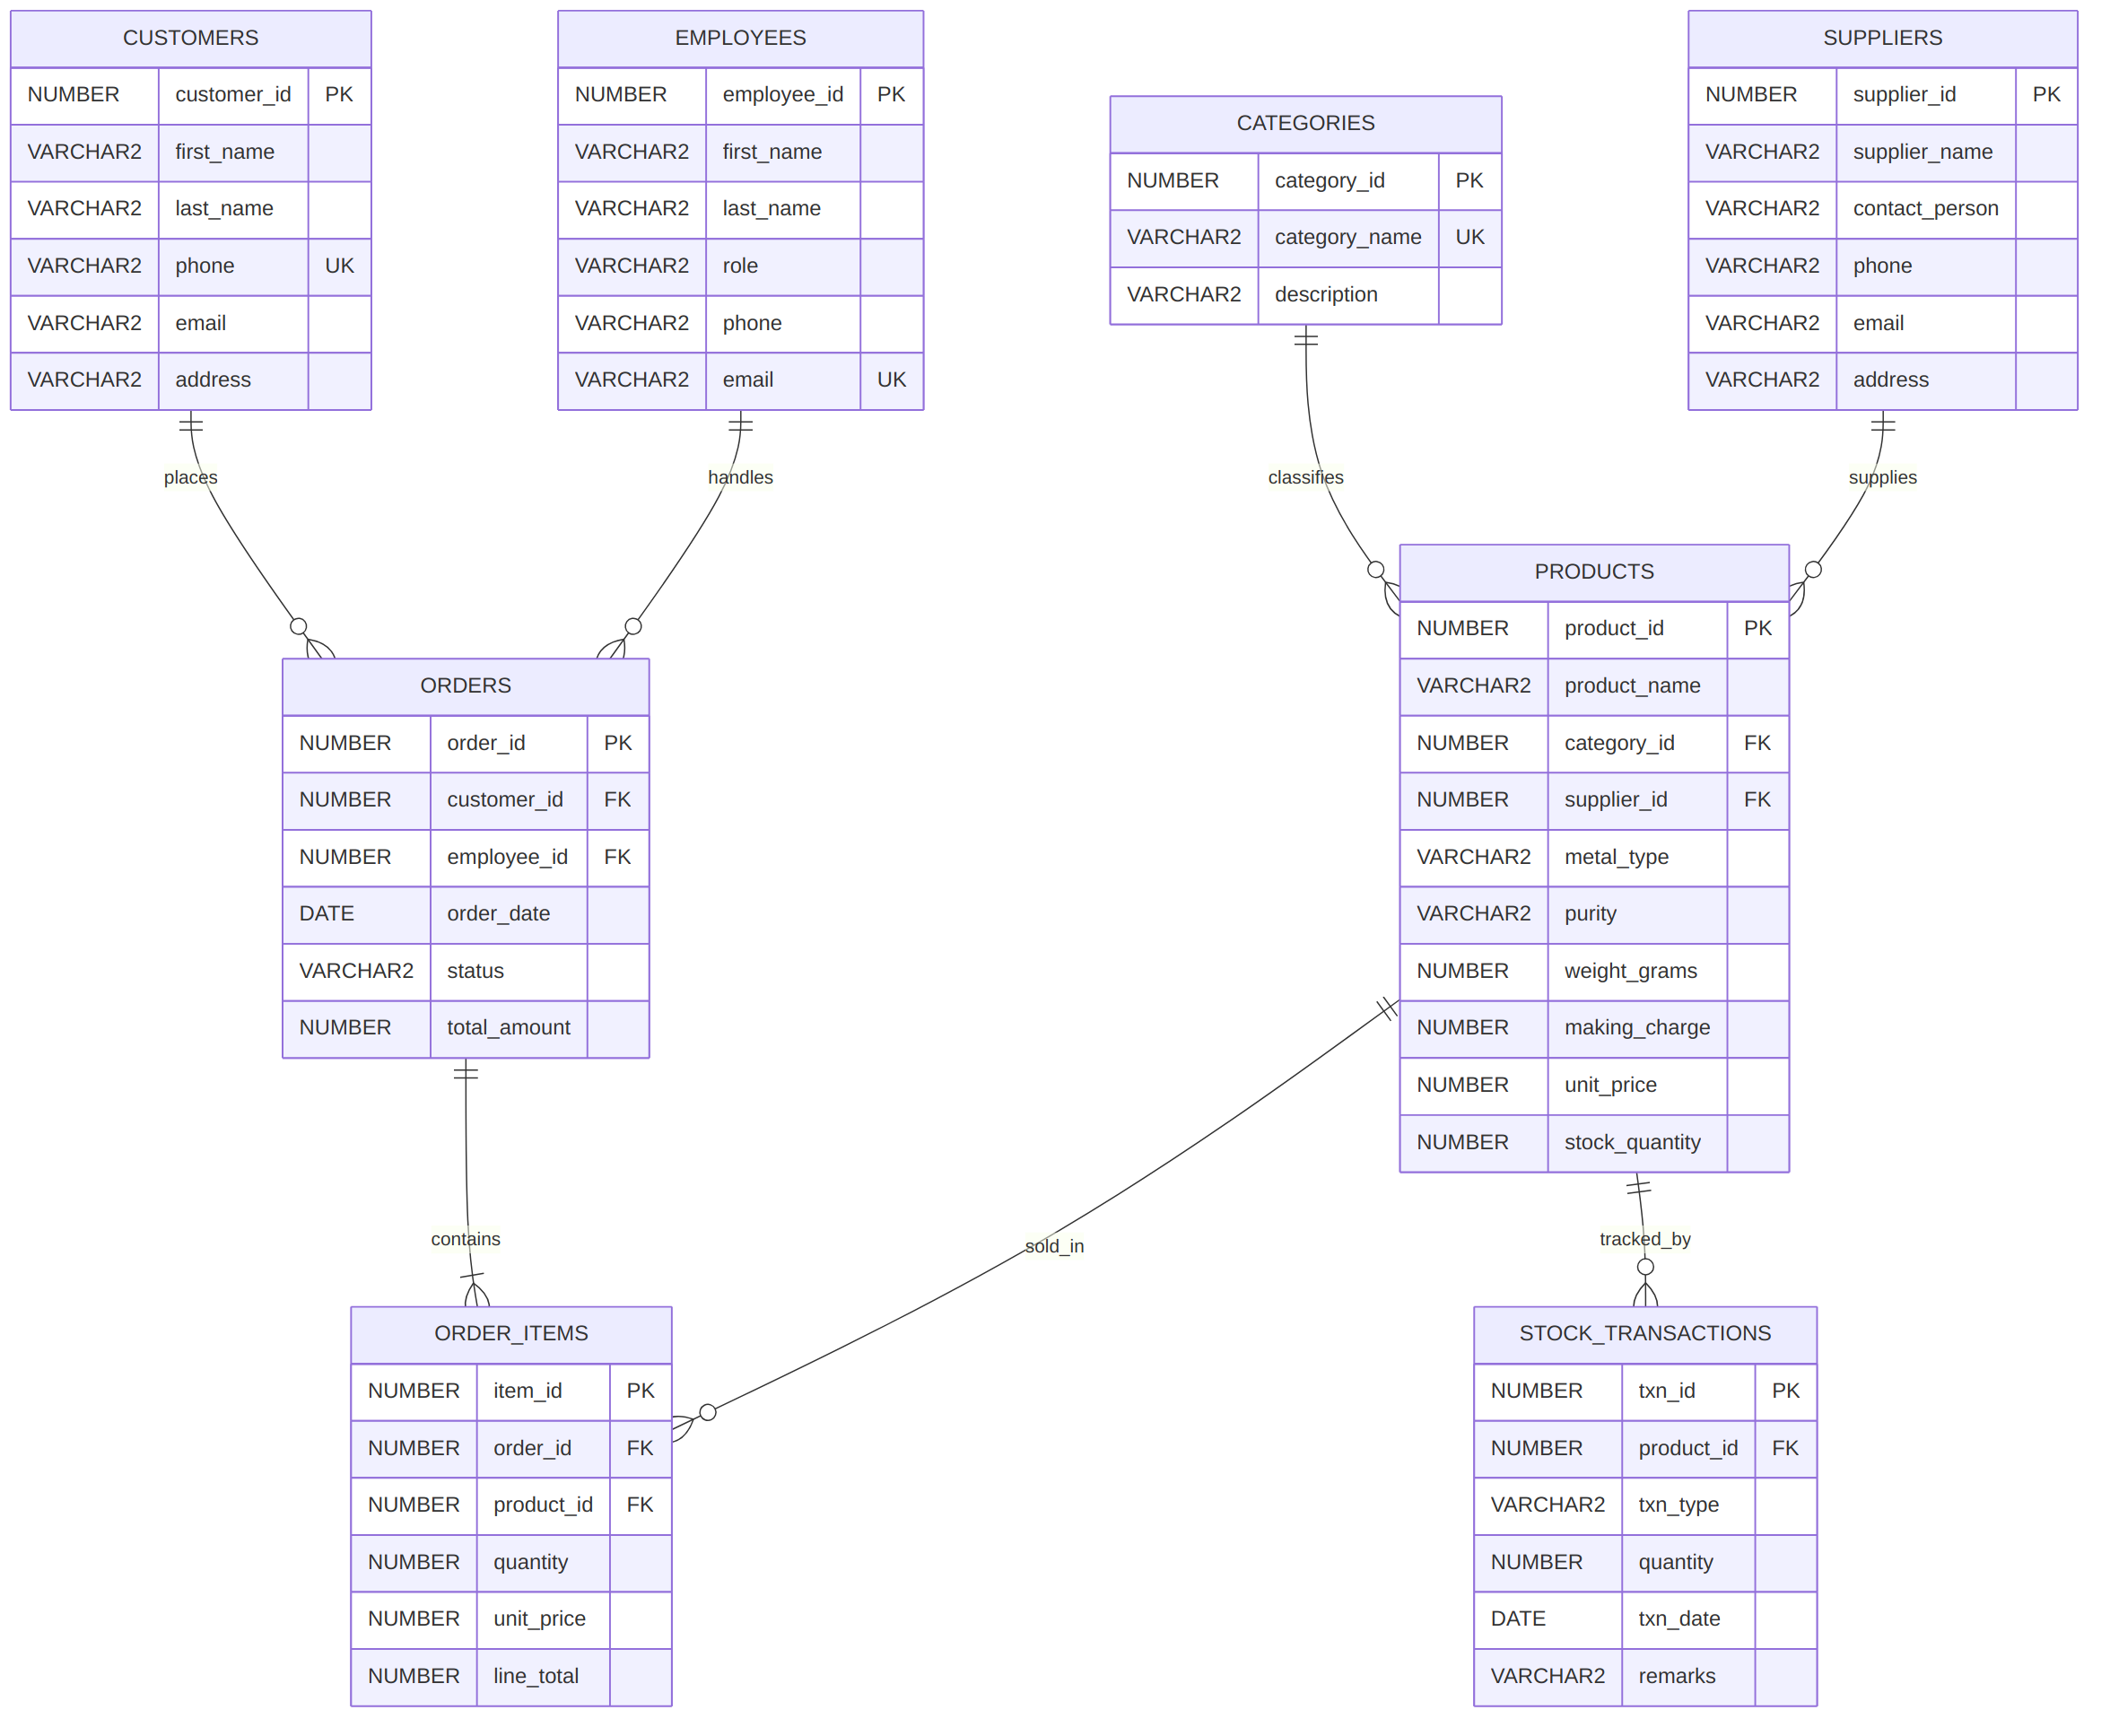 CUSTOMERS
NUMBER customer_id PK
VARCHAR2 first_name
VARCHAR2 last_name
VARCHAR2 phone UK
VARCHAR2 email
VARCHAR2 address
EMPLOYEES
NUMBER employee_id PK
VARCHAR2 first_name
VARCHAR2 last_name
VARCHAR2 role
VARCHAR2 phone
VARCHAR2 email UK
CATEGORIES
NUMBER category_id PK
VARCHAR2 category_name UK
VARCHAR2 description
SUPPLIERS
NUMBER supplier_id PK
VARCHAR2 supplier_name
VARCHAR2 contact_person
VARCHAR2 phone
VARCHAR2 email
VARCHAR2 address
places
handles
classifies
supplies
ORDERS
NUMBER order_id PK
NUMBER customer_id FK
NUMBER employee_id FK
DATE order_date
VARCHAR2 status
NUMBER total_amount
PRODUCTS
NUMBER product_id PK
VARCHAR2 product_name
NUMBER category_id FK
NUMBER supplier_id FK
VARCHAR2 metal_type
VARCHAR2 purity
NUMBER weight_grams
NUMBER making_charge
NUMBER unit_price
NUMBER stock_quantity
contains
sold_in
tracked_by
ORDER_ITEMS
NUMBER item_id PK
NUMBER order_id FK
NUMBER product_id FK
NUMBER quantity
NUMBER unit_price
NUMBER line_total
STOCK_TRANSACTIONS
NUMBER txn_id PK
NUMBER product_id FK
VARCHAR2 txn_type
NUMBER quantity
DATE txn_date
VARCHAR2 remarks